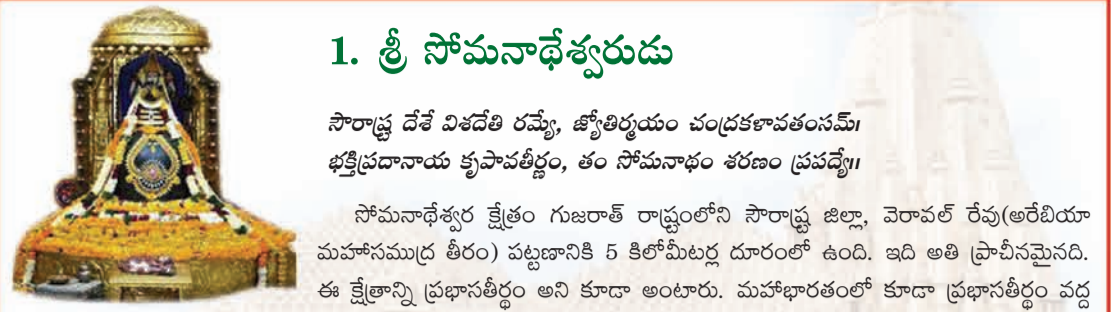 1. శ్రీ సోమనాథేశ్వరుడు
సౌరాష్ట్ర దేశే విశదేతి రమ్యే, జ్యోతిర్మయం చంద్రకళావతంసమ్।
భక్తిప్రదానాయ కృపావతీర్ణం, తం సోమనాథం శరణం ప్రపద్యే॥
సోమనాథేశ్వర క్షేత్రం గుజరాత్ రాష్ట్రంలోని సౌరాష్ట్ర జిల్లా, వెరావల్ రేవు(అరేబియా
మహాసముద్ర తీరం) పట్టణానికి 5 కిలోమీటర్ల దూరంలో ఉంది. ఇది అతి ప్రాచీనమైనది.
ఈ క్షేత్రాన్ని ప్రభాసతీర్థం అని కూడా అంటారు. మహాభారతంలో కూడా ప్రభాసతీర్థం వద్ద